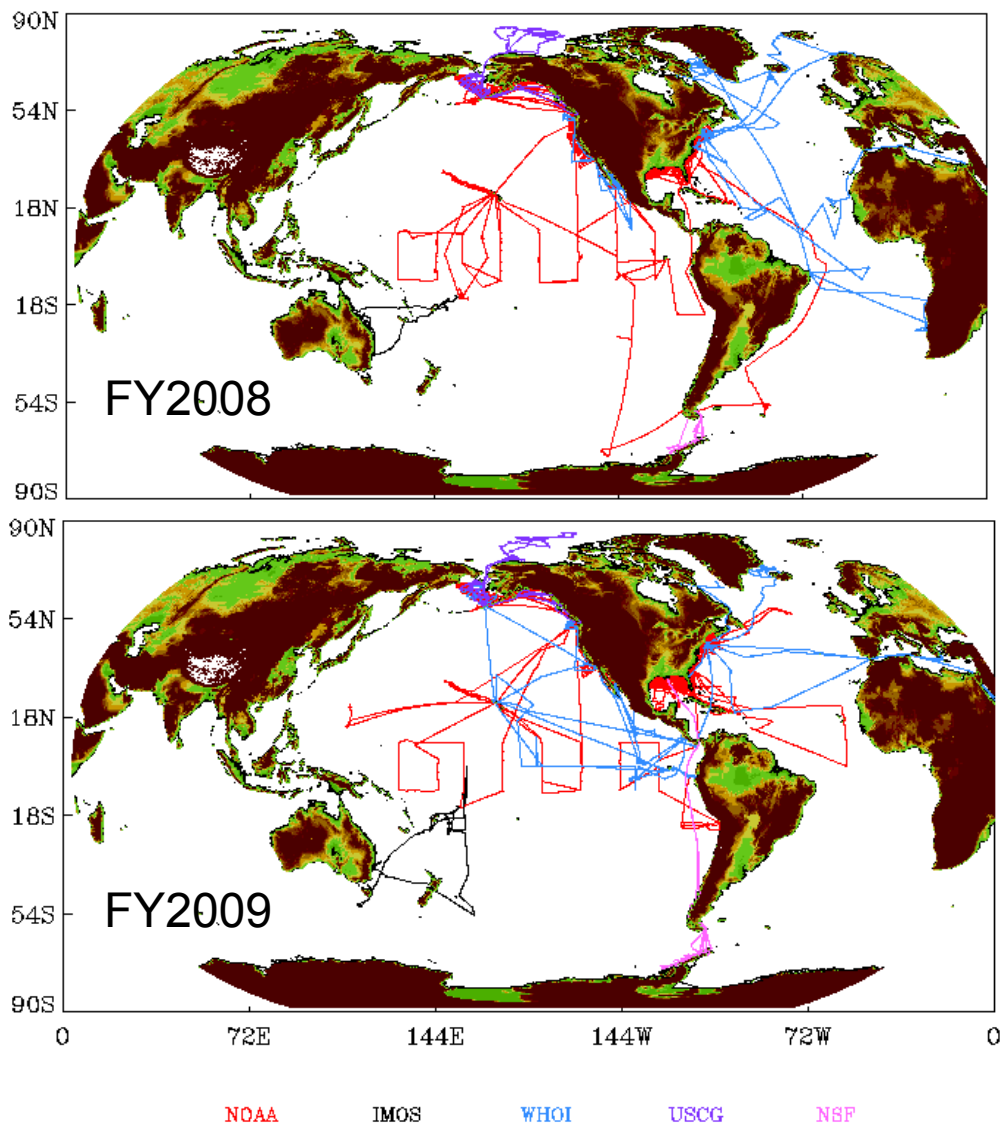 90N
54N
18N
18S
54S
90S
FY2008
90N
54N
18N
18S
54S
90S
FY2009
0 72E 144E 144W 72W 0
NOAA IMOS WHOI USCG NSF